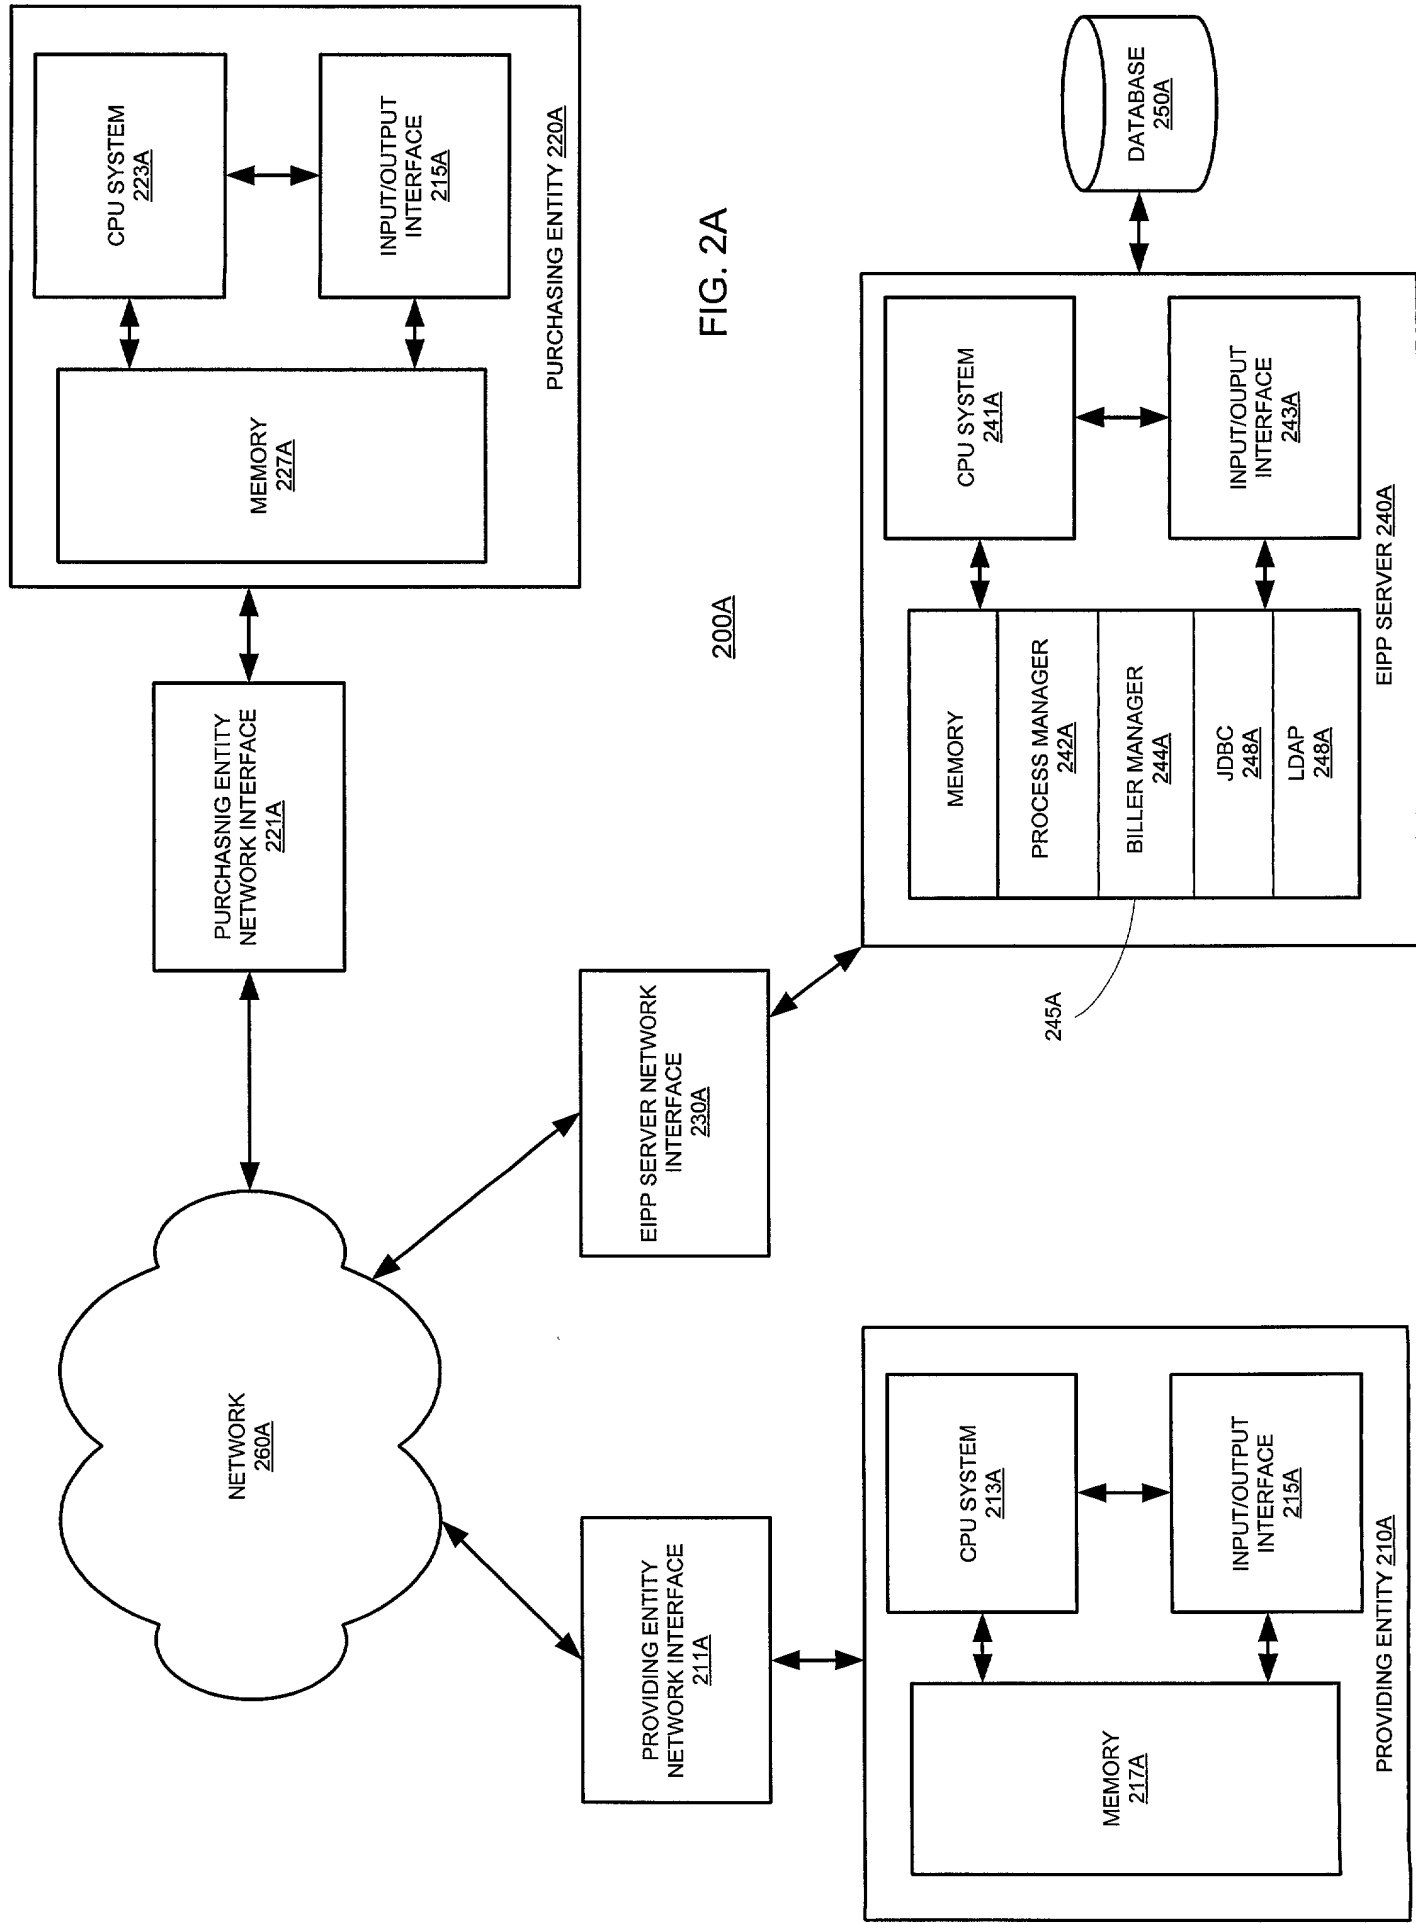 NETWORK
260A
PURCHASNIG ENTITY
NETWORK INTERFACE
221A
MEMORY
227A
CPU SYSTEM
223A
INPUT/OUTPUT
INTERFACE
215A
PURCHASING ENTITY 220A
PROVIDING ENTITY
NETWORK INTERFACE
211A
EIPP SERVER NETWORK
INTERFACE
230A
200A
FIG. 2A
MEMORY
217A
CPU SYSTEM
213A
INPUT/OUTPUT
INTERFACE
215A
PROVIDING ENTITY 210A
245A
MEMORY
PROCESS MANAGER
242A
BILLER MANAGER
244A
JDBC
248A
LDAP
248A
CPU SYSTEM
241A
INPUT/OUPUT
INTERFACE
243A
EIPP SERVER 240A
DATABASE
250A